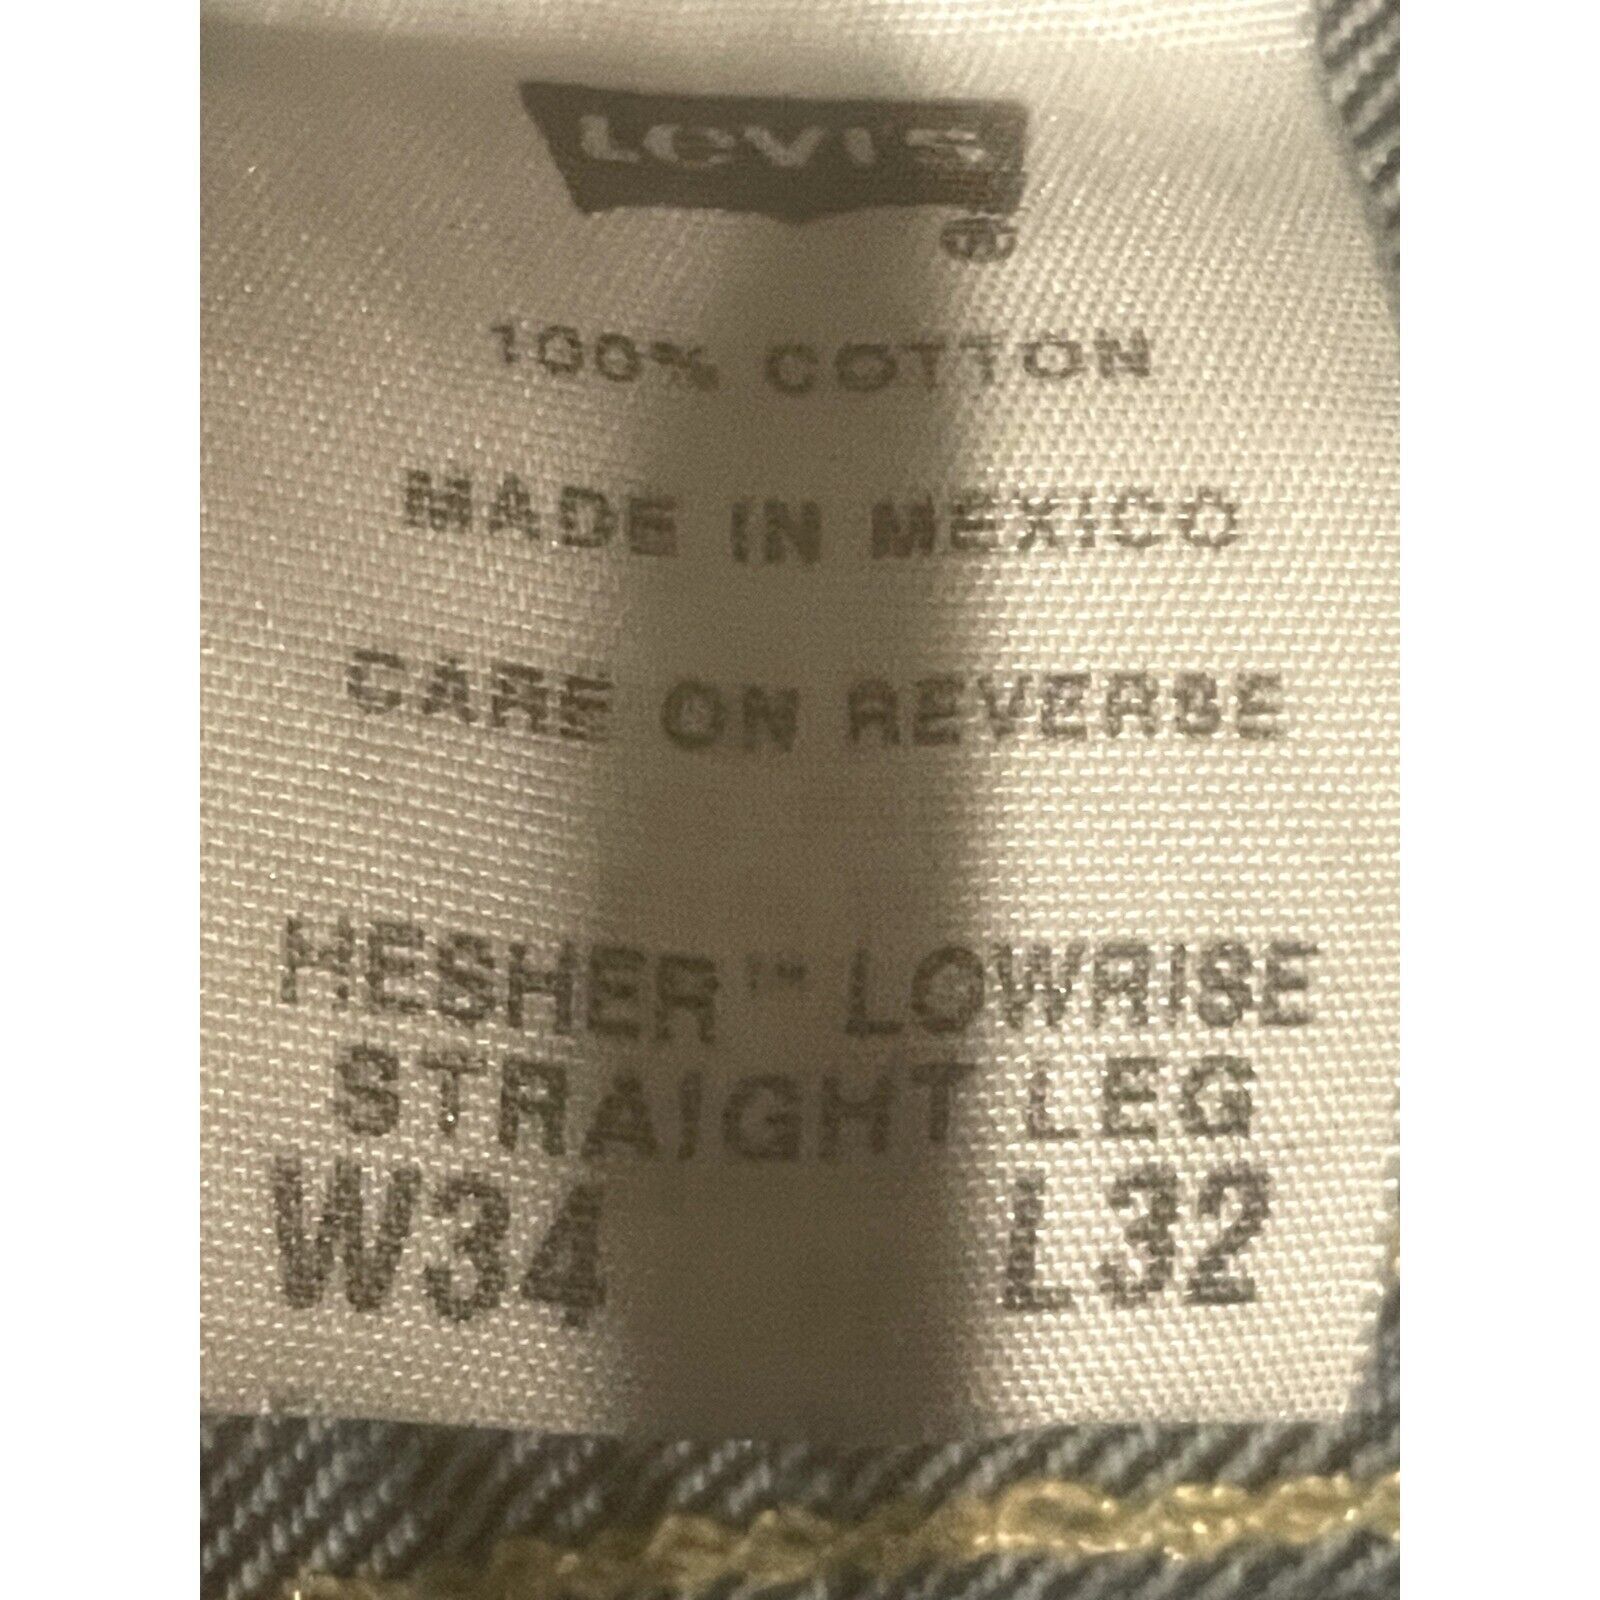 LEVI'S
®
100% COTTON
MADE IN MEXICO
CARE ON REVERSE
HESHER™ LOWRISE
STRAIGHT LEG
W34 L32